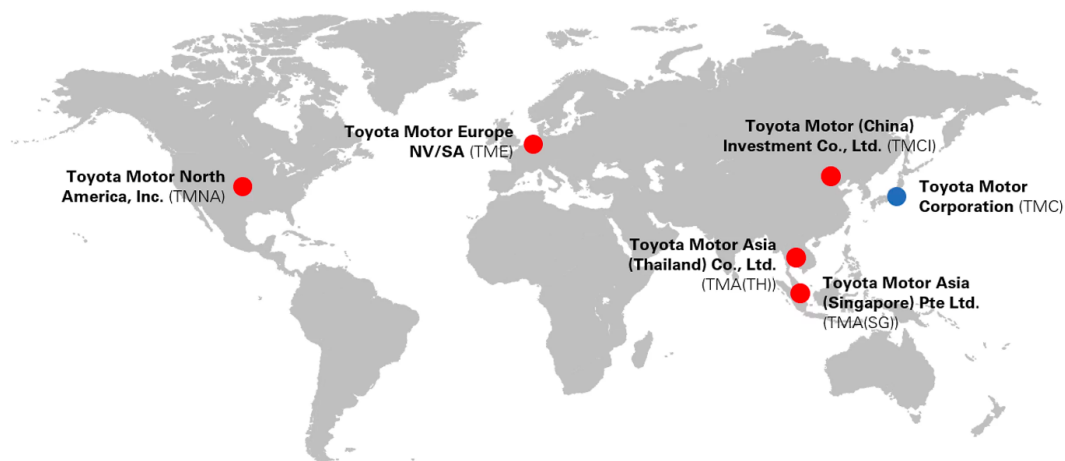 Toyota Motor Europe
NV/SA (TME)
Toyota Motor (China)
Investment Co., Ltd. (TMCI)
Toyota Motor North
America, Inc. (TMNA)
Toyota Motor
Corporation (TMC)
Toyota Motor Asia
(Thailand) Co., Ltd.
(TMA(TH))
Toyota Motor Asia
(Singapore) Pte Ltd.
(TMA(SG))